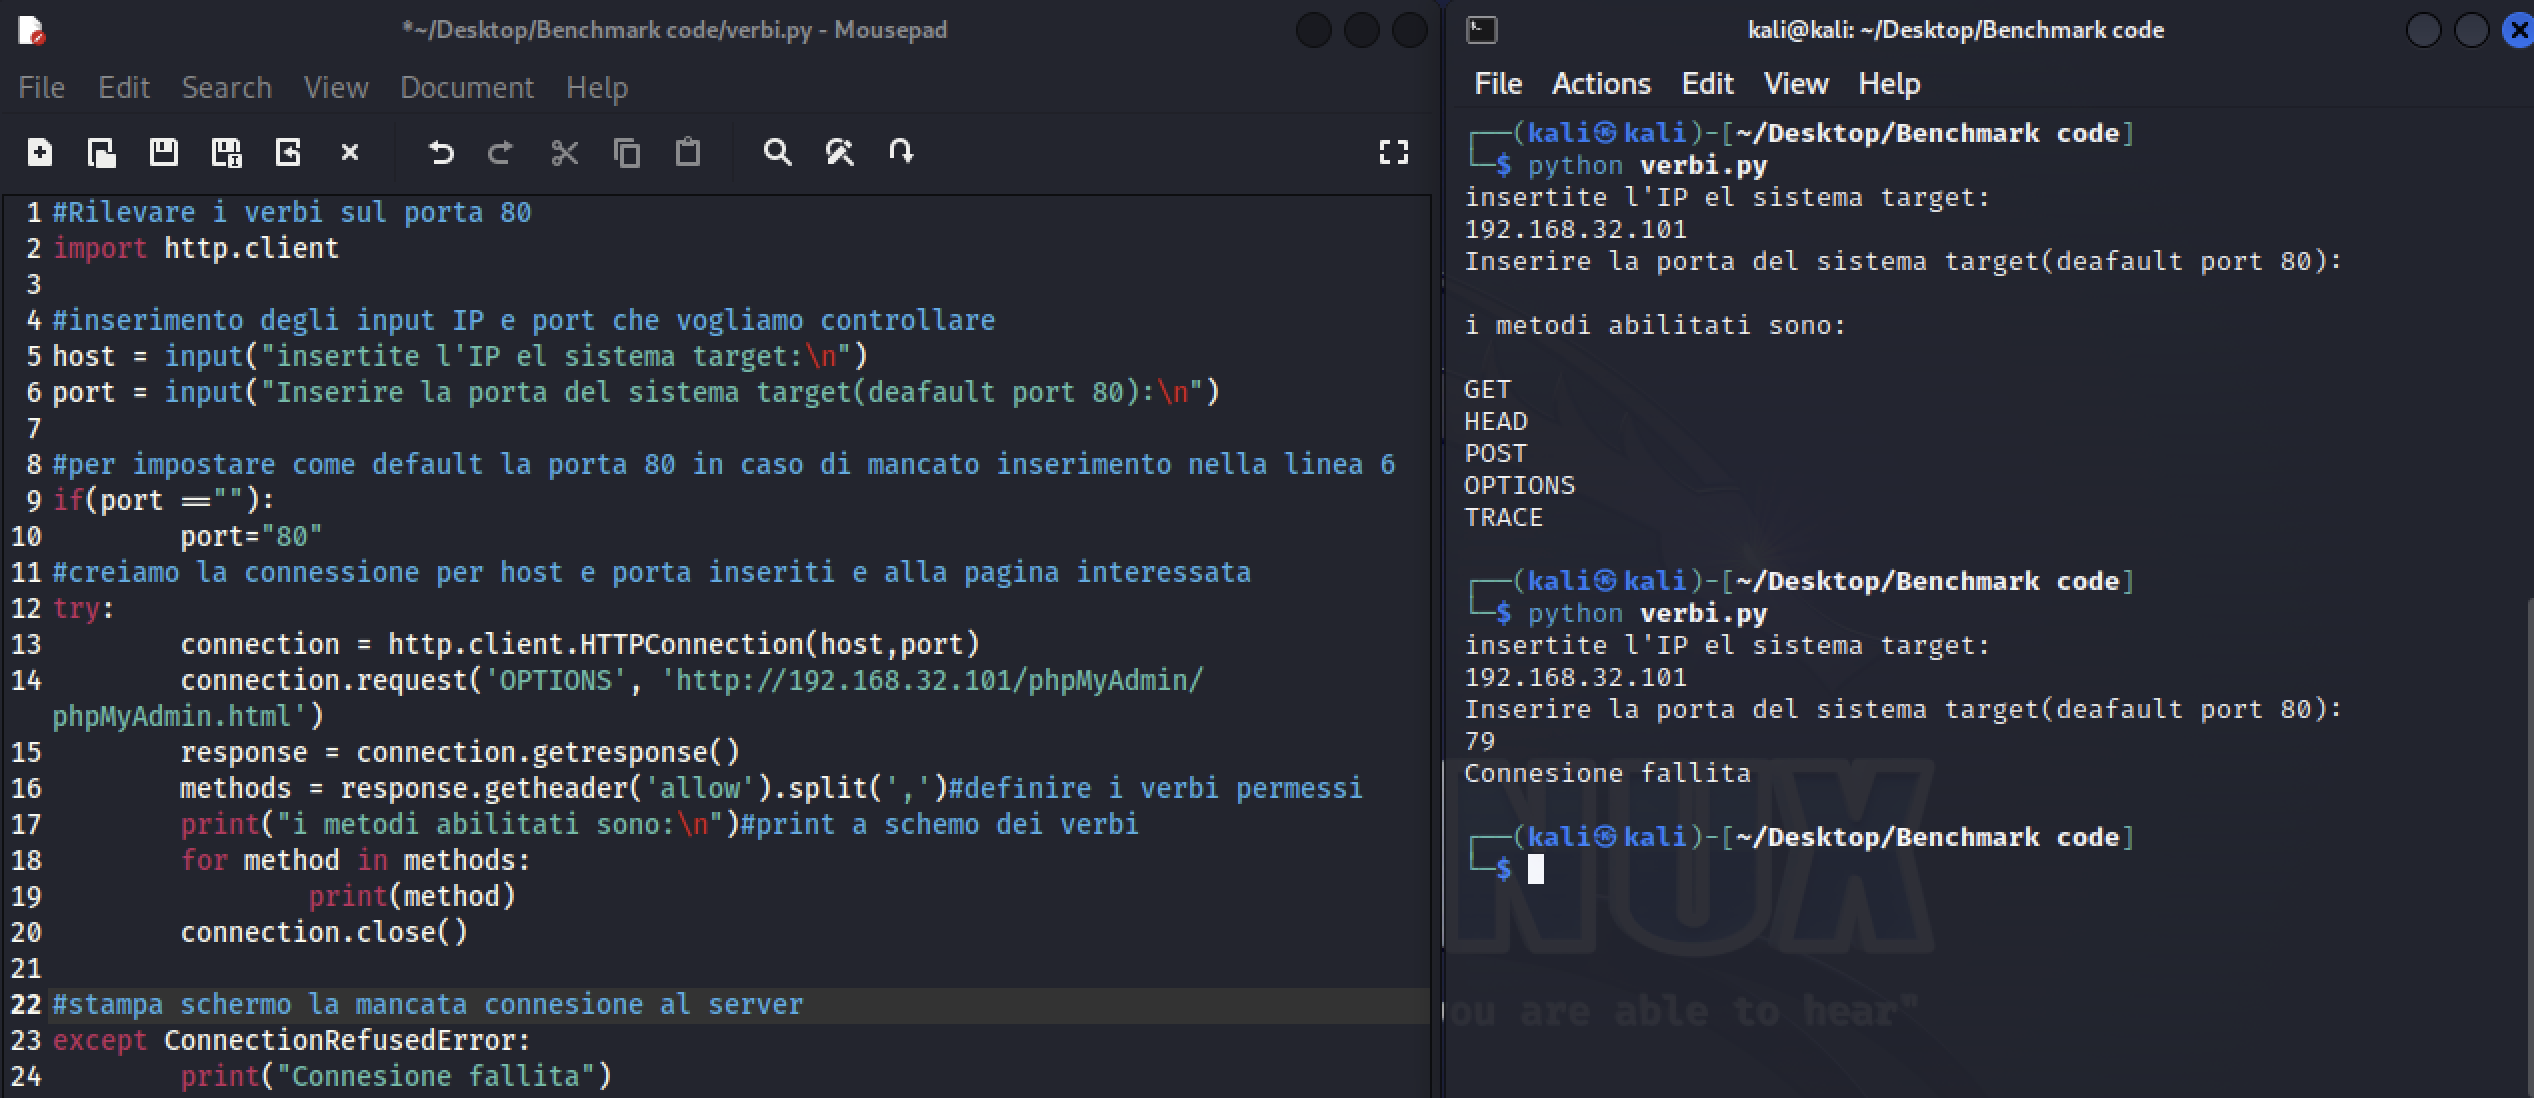 *~/Desktop/Benchmark code/verbi.py - Mousepad
File Edit Search View Document Help
1 #Rilevare i verbi sul porta 80
2 import http.client
3
4 #inserimento degli input IP e port che vogliamo controllare
5 host = input("insertite l'IP el sistema target:\n")
6 port = input("Inserire la porta del sistema target(deafault port 80):\n")
7
8 #per impostare come default la porta 80 in caso di mancato inserimento nella linea 6
9 if(port ==""):
10 port="80"
11 #creiamo la connessione per host e porta inseriti e alla pagina interessata
12 try:
13 connection = http.client.HTTPConnection(host,port)
14 connection.request('OPTIONS', 'http://192.168.32.101/phpMyAdmin/
phpMyAdmin.html')
15 response = connection.getresponse()
16 methods = response.getheader('allow').split(',')#definire i verbi permessi
17 print("i metodi abilitati sono:\n")#print a schemo dei verbi
18 for method in methods:
19 print(method)
20 connection.close()
21
22 #stampa schermo la mancata connesione al server
23 except ConnectionRefusedError:
24 print("Connesione fallita")
kali@kali: ~/Desktop/Benchmark code
File Actions Edit View Help
┌──(kali㉿kali)-[~/Desktop/Benchmark code]
└─$ python verbi.py
insertite l'IP el sistema target:
192.168.32.101
Inserire la porta del sistema target(deafault port 80):
i metodi abilitati sono:
GET
HEAD
POST
OPTIONS
TRACE
┌──(kali㉿kali)-[~/Desktop/Benchmark code]
└─$ python verbi.py
insertite l'IP el sistema target:
192.168.32.101
Inserire la porta del sistema target(deafault port 80):
79
Connesione fallita
┌──(kali㉿kali)-[~/Desktop/Benchmark code]
└─$
NUX
ou are able to hear"